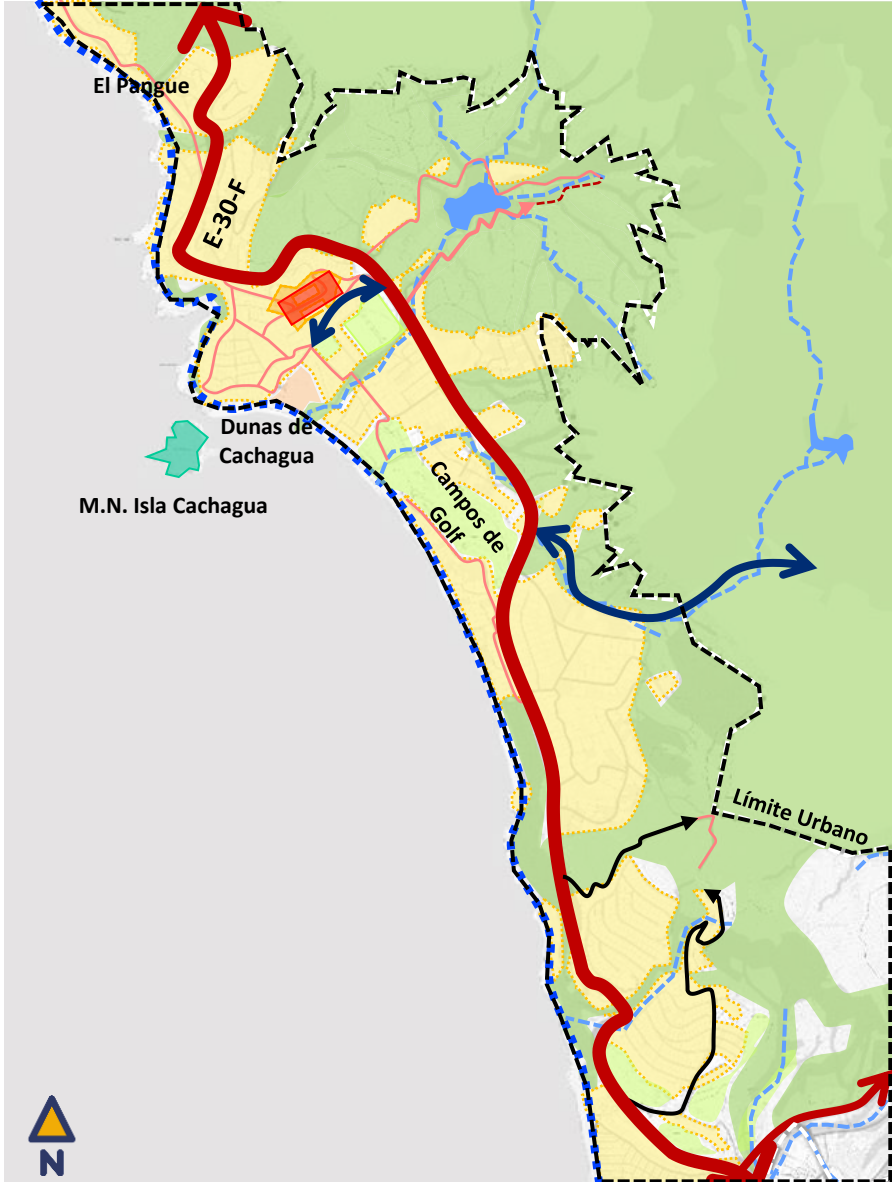 El Pangue
E-30-F
Dunas de
Cachagua
M.N. Isla Cachagua
Campos de
Golf
Límite Urbano
N